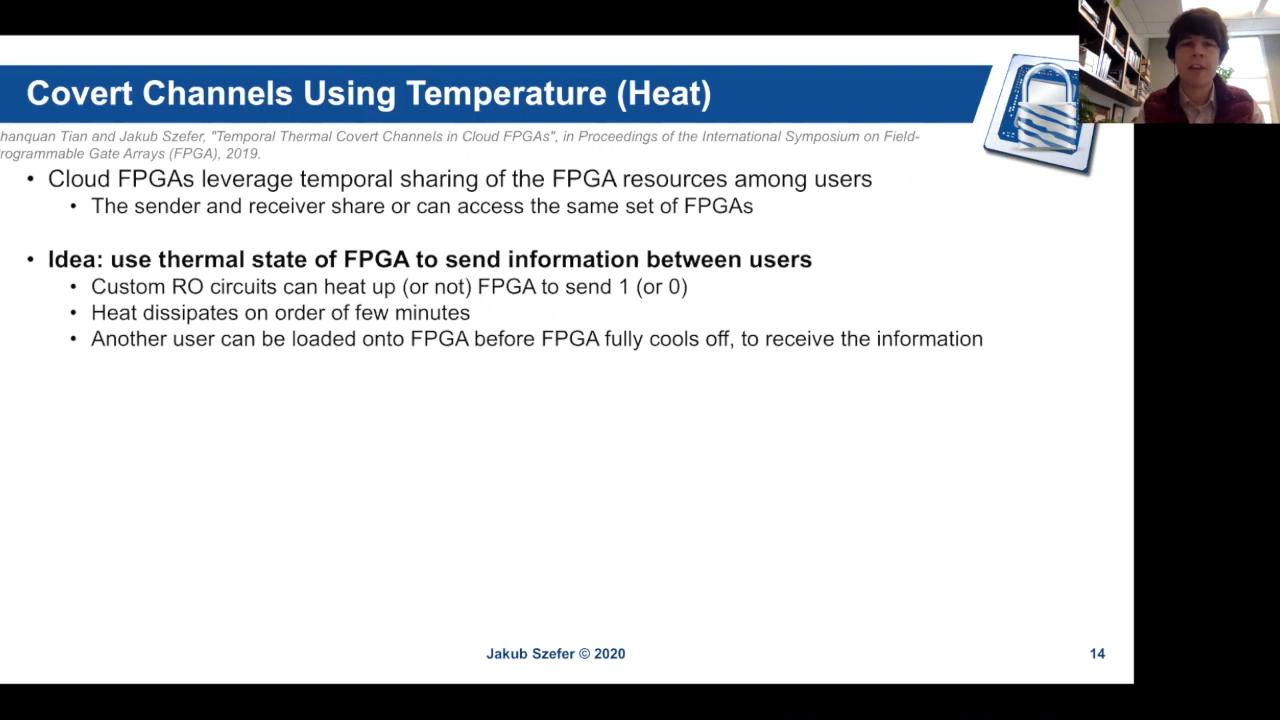 Covert Channels Using Temperature (Heat)
hanquan Tian and Jakub Szefer, "Temporal Thermal Covert Channels in Cloud FPGAs", in Proceedings of the International Symposium on Field-
rogrammable Gate Arrays (FPGA), 2019.
• Cloud FPGAs leverage temporal sharing of the FPGA resources among users
• The sender and receiver share or can access the same set of FPGAs
• Idea: use thermal state of FPGA to send information between users
• Custom RO circuits can heat up (or not) FPGA to send 1 (or 0)
• Heat dissipates on order of few minutes
• Another user can be loaded onto FPGA before FPGA fully cools off, to receive the information
Jakub Szefer © 2020
14